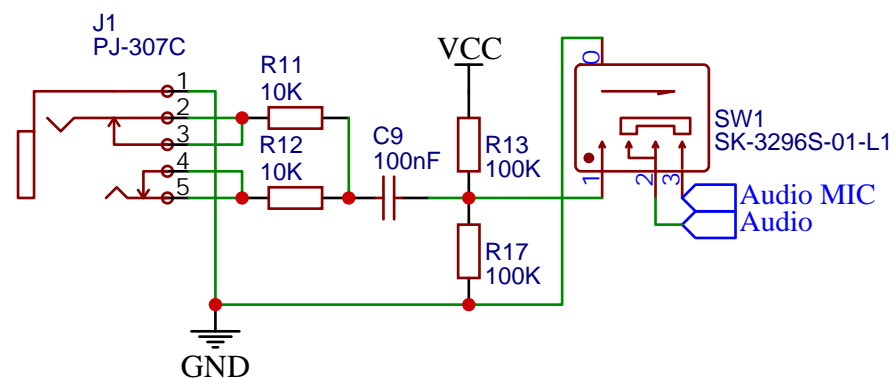 J1
PJ-307C
1
2
3
4
5
R11
10K
R12
10K
C9
100nF
VCC
R13
100K
R17
100K
GND
0
1
2
3
SW1
SK-3296S-01-L1
Audio MIC
Audio